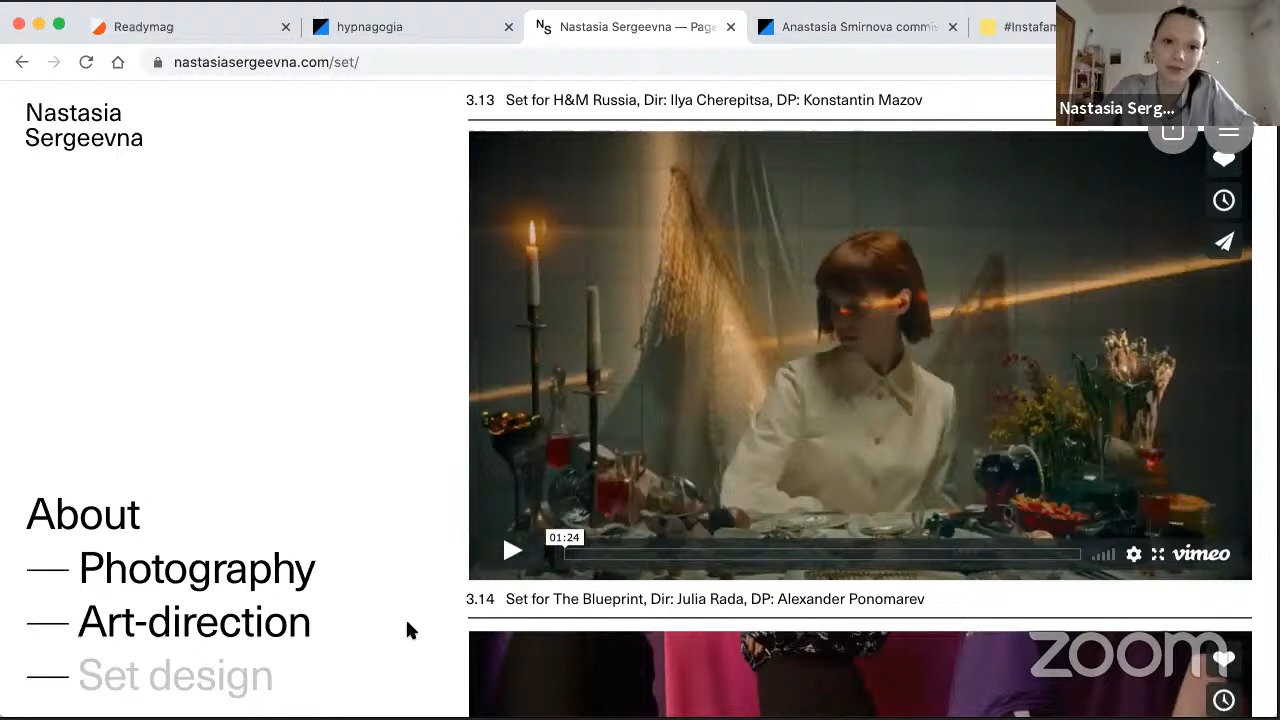 Readymag
hypnagogia
Nastasia Sergeevna — Page
Anastasia Smirnova commis
#Instafam
nastasiasergeevna.com/set/
Nastasia Serg...
Nastasia
Sergeevna
3.13 Set for H&M Russia, Dir: Ilya Cherepitsa, DP: Konstantin Mazov
01:24
vimeo
3.14 Set for The Blueprint, Dir: Julia Rada, DP: Alexander Ponomarev
About
— Photography
— Art-direction
— Set design
zoom